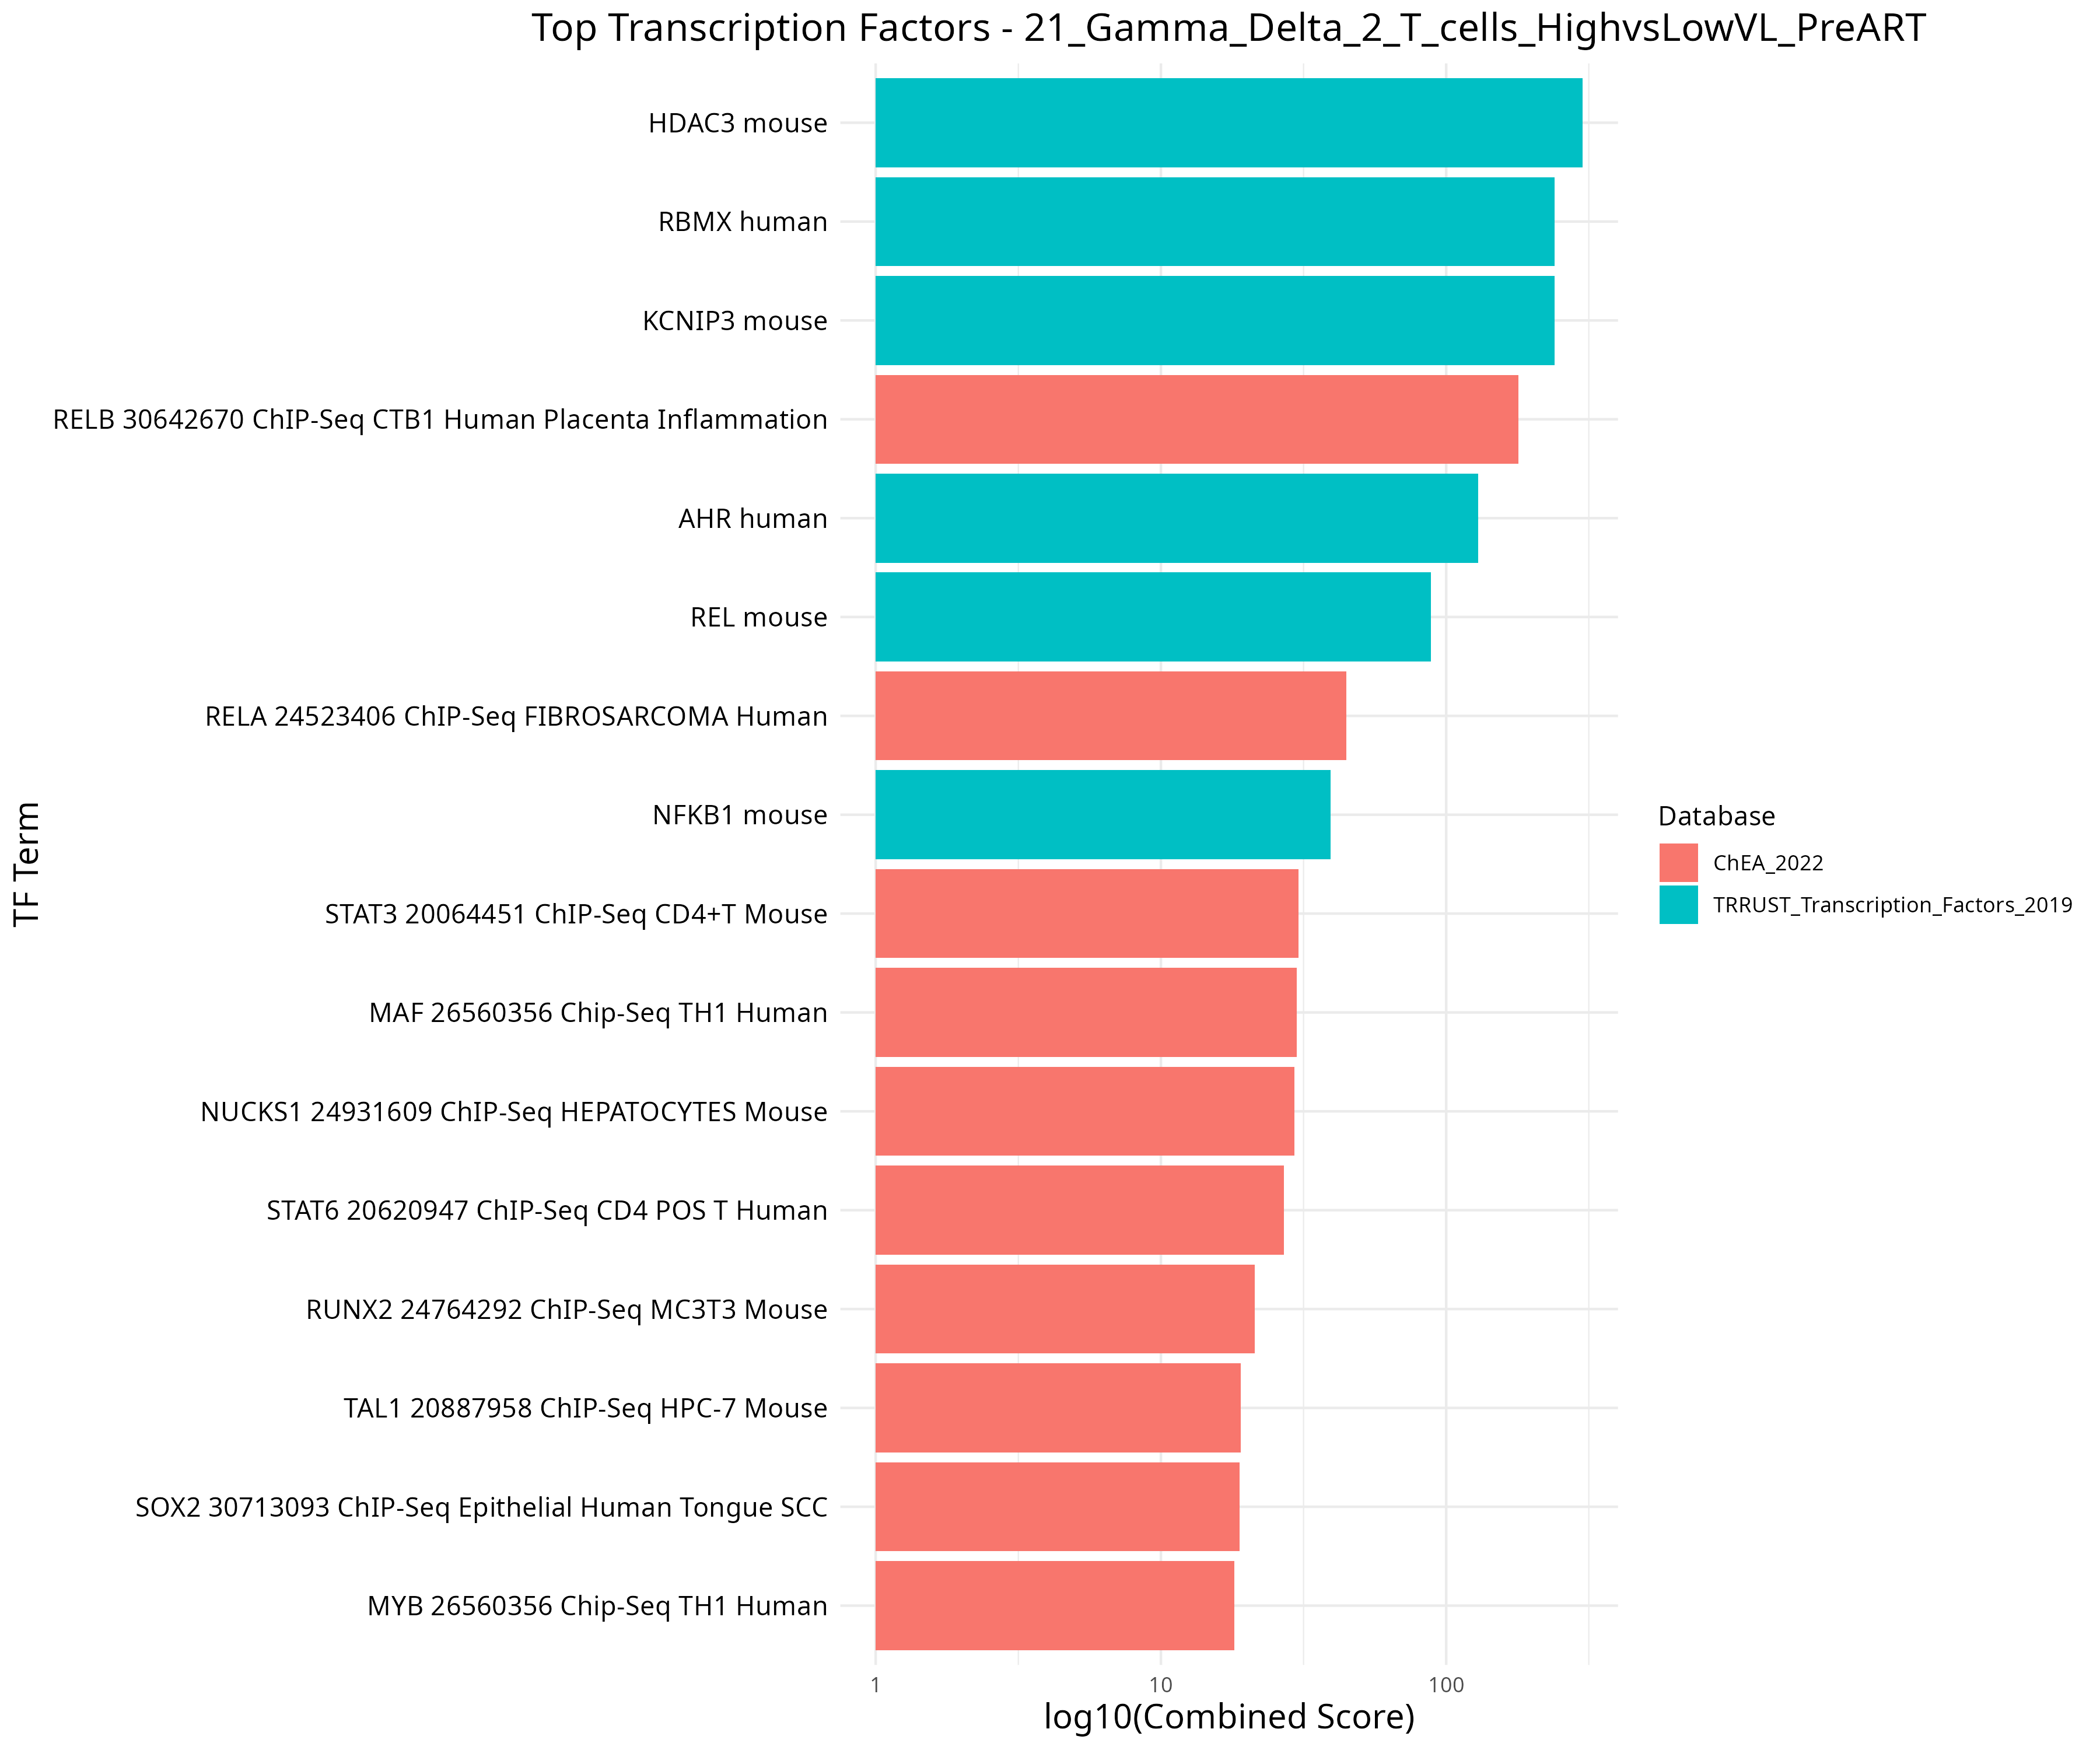 Top Transcription Factors - 21_Gamma_Delta_2_T_cells_HighvsLowVL_PreART
HDAC3 mouse
RBMX human
KCNIP3 mouse
RELB 30642670 ChIP-Seq CTB1 Human Placenta Inflammation
AHR human
REL mouse
RELA 24523406 ChIP-Seq FIBROSARCOMA Human
NFKB1 mouse
STAT3 20064451 ChIP-Seq CD4+T Mouse
MAF 26560356 Chip-Seq TH1 Human
NUCKS1 24931609 ChIP-Seq HEPATOCYTES Mouse
STAT6 20620947 ChIP-Seq CD4 POS T Human
RUNX2 24764292 ChIP-Seq MC3T3 Mouse
TAL1 20887958 ChIP-Seq HPC-7 Mouse
SOX2 30713093 ChIP-Seq Epithelial Human Tongue SCC
MYB 26560356 Chip-Seq TH1 Human
TF Term
1 10 100
log10(Combined Score)
Database
ChEA_2022
TRRUST_Transcription_Factors_2019